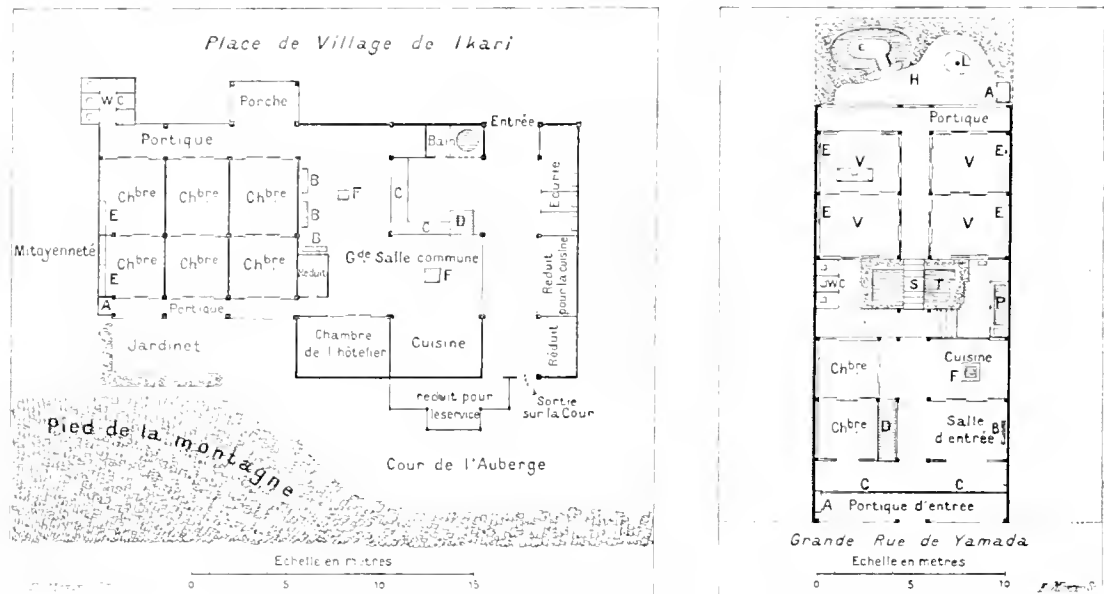 Place de Village de Ikari
WC
Porche
Entrée
Portique
Bain
Chbre
Chbre
Chbre
B
F
C
Ecurie
E
B
D
C
Mitoyenneté
B
Gde Salle commune
E
Chbre
Chbre
Chbre
Réduit
F
Réduit
pour la cuisine
A
Portique
Jardinet
Chambre
de l'hôtelier
Cuisine
Réduit
reduit pour
le service
Sortie
sur la Cour
Pied de la montagne
Cour de l'Auberge
Echelle en metres
0 5 10 15
E
L
H
A
Portique
E
V
V
E
E
V
V
E
WC
S
T
P
Chbre
Cuisine
F
Chbre
D
Salle
d'entrée
B
C
C
A
Portique d'entrée
Grande Rue de Yamada
Echelle en metres
0 5 10